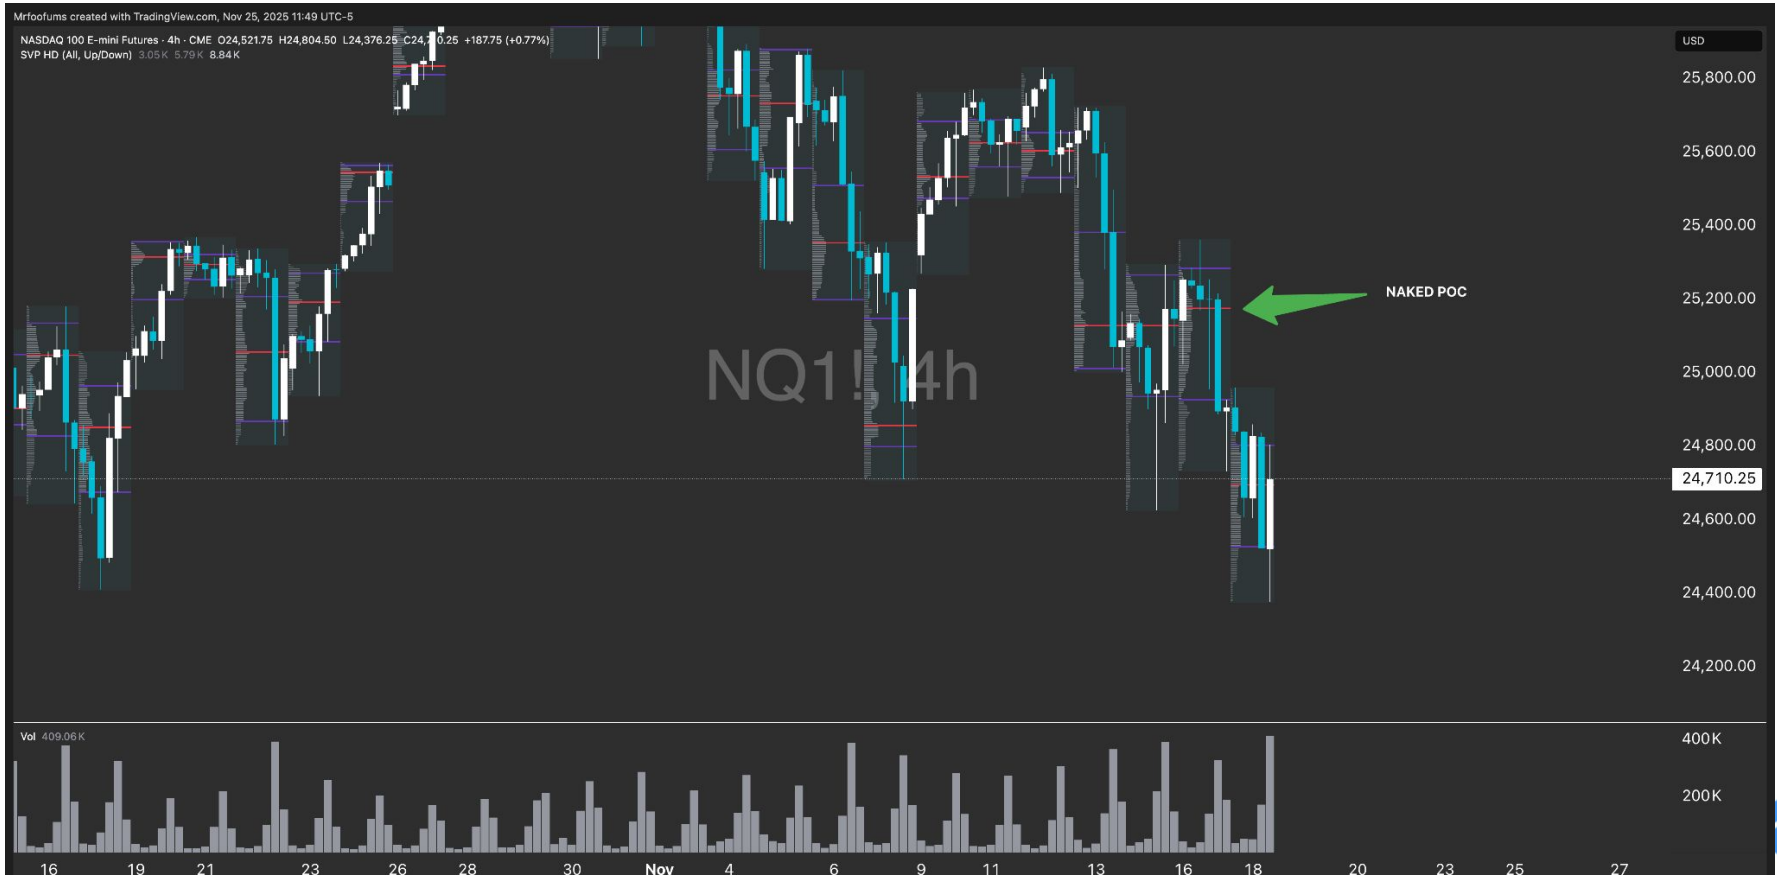 Mrfoofums created with TradingView.com, Nov 25, 2025 11:49 UTC-5
NASDAQ 100 E-mini Futures · 4h · CME O24,521.75 H24,804.50 L24,376.25 C24,710.25 +187.75 (+0.77%)
SVP HD (All, Up/Down) 3.05K 5.79K 8.84K
USD
25,800.00
25,600.00
25,400.00
25,200.00
NAKED POC
25,000.00
NQ1!, 4h
24,800.00
24,710.25
24,600.00
24,400.00
24,200.00
Vol 409.06K
400K
200K
16 19 21 23 26 28 30 Nov 4 6 9 11 13 16 18 20 23 25 27